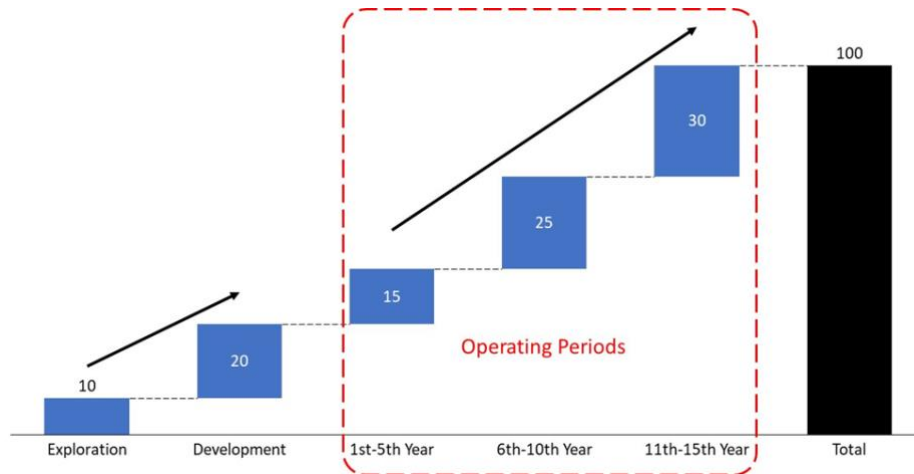 100
30
25
15
Operating Periods
20
10
Exploration
Development
1st-5th Year
6th-10th Year
11th-15th Year
Total